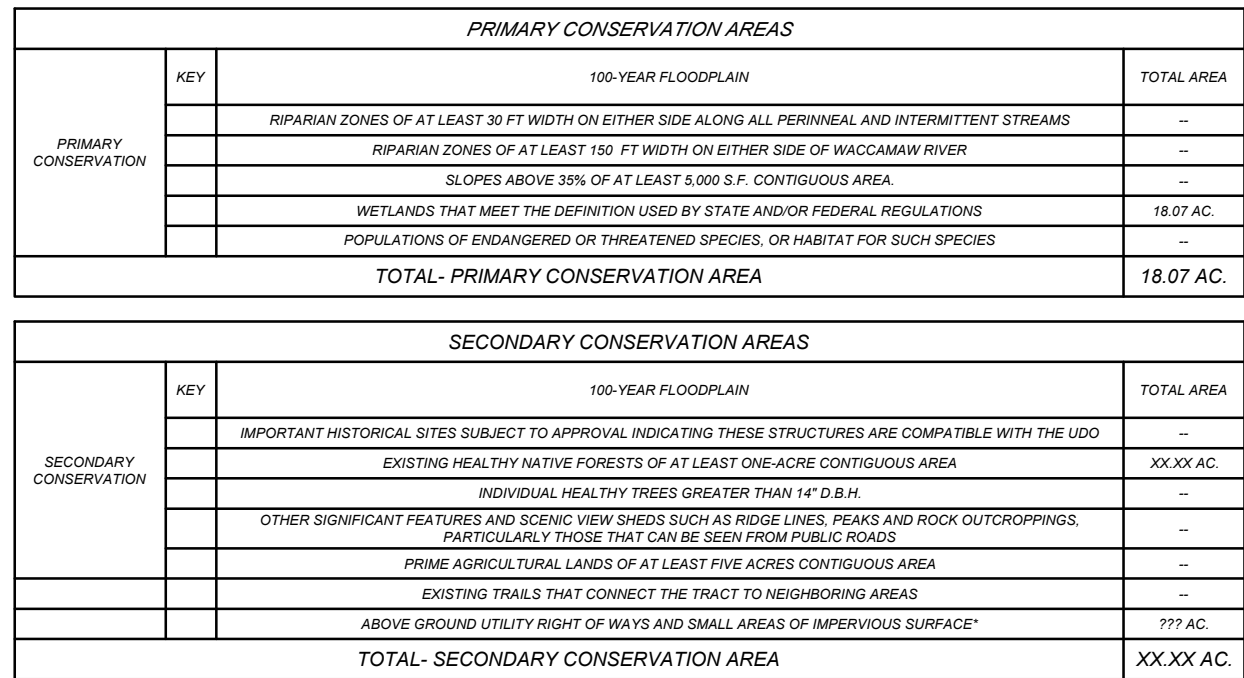 PRIMARY CONSERVATION AREAS
KEY
100-YEAR FLOODPLAIN
TOTAL AREA
PRIMARY
CONSERVATION
RIPARIAN ZONES OF AT LEAST 30 FT WIDTH ON EITHER SIDE ALONG ALL PERINNEAL AND INTERMITTENT STREAMS
--
RIPARIAN ZONES OF AT LEAST 150 FT WIDTH ON EITHER SIDE OF WACCAMAW RIVER
--
SLOPES ABOVE 35% OF AT LEAST 5,000 S.F. CONTIGUOUS AREA.
--
WETLANDS THAT MEET THE DEFINITION USED BY STATE AND/OR FEDERAL REGULATIONS
18.07 AC.
POPULATIONS OF ENDANGERED OR THREATENED SPECIES, OR HABITAT FOR SUCH SPECIES
--
TOTAL- PRIMARY CONSERVATION AREA
18.07 AC.
SECONDARY CONSERVATION AREAS
KEY
100-YEAR FLOODPLAIN
TOTAL AREA
SECONDARY
CONSERVATION
IMPORTANT HISTORICAL SITES SUBJECT TO APPROVAL INDICATING THESE STRUCTURES ARE COMPATIBLE WITH THE UDO
--
EXISTING HEALTHY NATIVE FORESTS OF AT LEAST ONE-ACRE CONTIGUOUS AREA
XX.XX AC.
INDIVIDUAL HEALTHY TREES GREATER THAN 14" D.B.H.
--
OTHER SIGNIFICANT FEATURES AND SCENIC VIEW SHEDS SUCH AS RIDGE LINES, PEAKS AND ROCK OUTCROPPINGS,
PARTICULARLY THOSE THAT CAN BE SEEN FROM PUBLIC ROADS
--
PRIME AGRICULTURAL LANDS OF AT LEAST FIVE ACRES CONTIGUOUS AREA
--
EXISTING TRAILS THAT CONNECT THE TRACT TO NEIGHBORING AREAS
--
ABOVE GROUND UTILITY RIGHT OF WAYS AND SMALL AREAS OF IMPERVIOUS SURFACE*
??? AC.
TOTAL- SECONDARY CONSERVATION AREA
XX.XX AC.